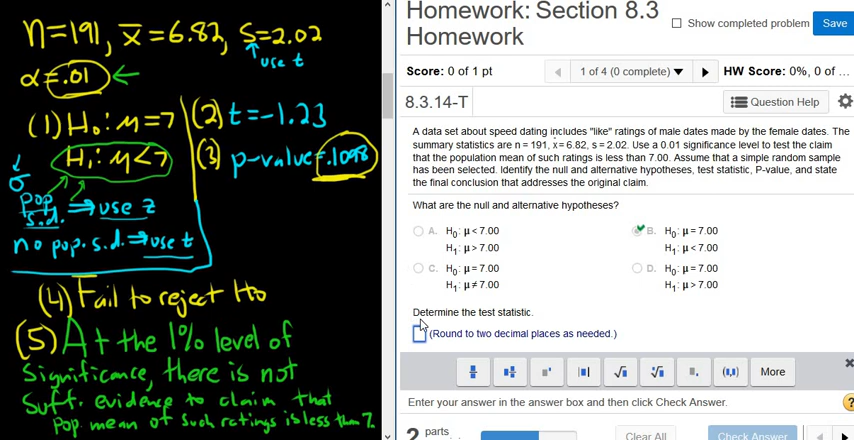 n=191, x̄=6.82, s=2.02
use t
α=.01
(1) H₀: μ=7
H₁: μ<7
σ
pop s.d. ⇒ use z
no pop. s.d. ⇒ use t
(2) t=-1.23
(3) p-value=.1098
(4) Fail to reject H₀
(5) At the 1% level of
significance, there is not
suff. evidence to claim that
pop mean of such ratings is less than 7.
Homework: Section 8.3
Homework
Show completed problem
Save
Score: 0 of 1 pt
1 of 4 (0 complete)
HW Score: 0%, 0 of ...
8.3.14-T
Question Help
A data set about speed dating includes "like" ratings of male dates made by the female dates. The
summary statistics are n = 191, x̄ = 6.82, s = 2.02. Use a 0.01 significance level to test the claim
that the population mean of such ratings is less than 7.00. Assume that a simple random sample
has been selected. Identify the null and alternative hypotheses, test statistic, P-value, and state
the final conclusion that addresses the original claim.
What are the null and alternative hypotheses?
A. H₀: μ < 7.00
H₁: μ > 7.00
B. H₀: μ = 7.00
H₁: μ < 7.00
C. H₀: μ = 7.00
H₁: μ ≠ 7.00
D. H₀: μ = 7.00
H₁: μ > 7.00
Determine the test statistic.
(Round to two decimal places as needed.)
More
Enter your answer in the answer box and then click Check Answer.
2 parts
Clear All
Check Answer